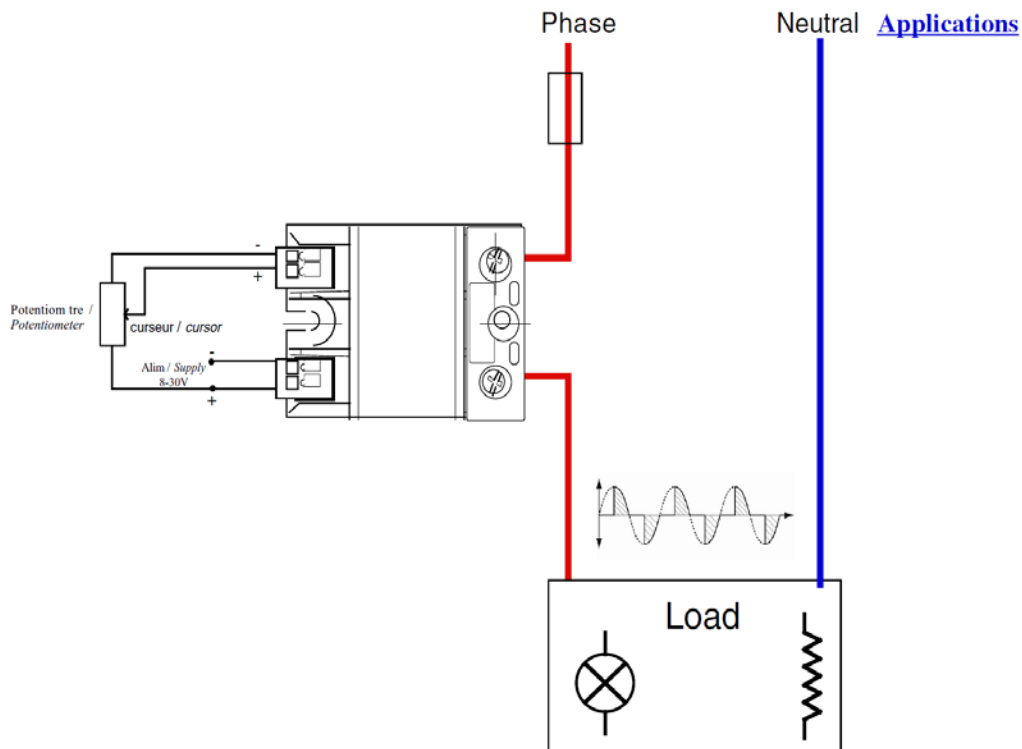 Phase
Neutral
Applications
-
+
Potentiom tre /
Potentiometer
curseur / cursor
-
Alim / Supply
8-30V
+
Load